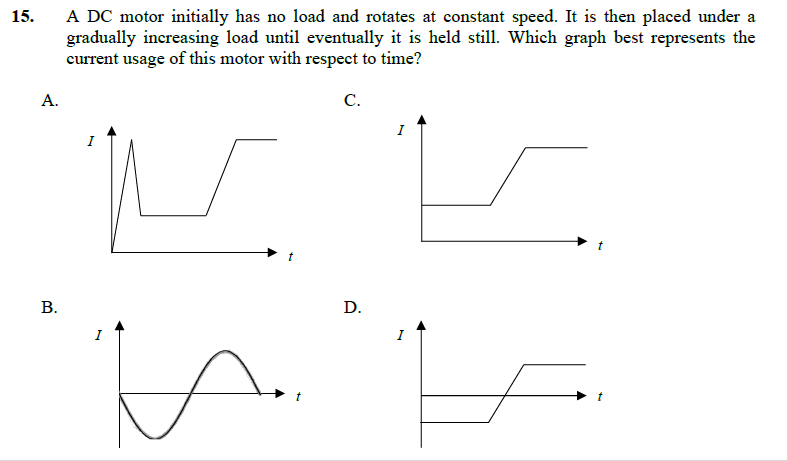 15. A DC motor initially has no load and rotates at constant speed. It is then placed under a
gradually increasing load until eventually it is held still. Which graph best represents the
current usage of this motor with respect to time?
A.
I
t
C.
I
t
B.
I
t
D.
I
t